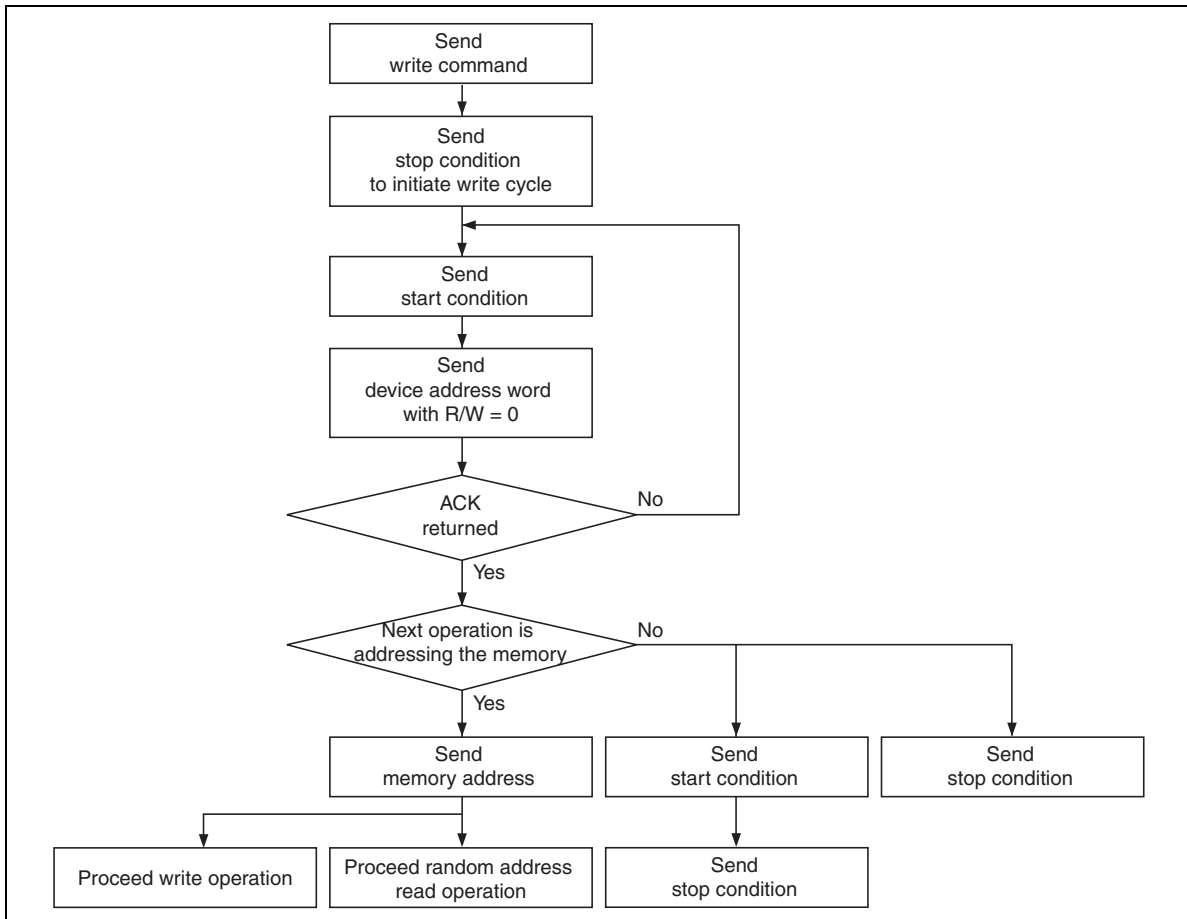 Send
write command
Send
stop condition
to initiate write cycle
Send
start condition
Send
device address word
with R/W = 0
ACK
returned
No
Yes
Next operation is
addressing the memory
No
Yes
Send
memory address
Send
start condition
Send
stop condition
Proceed write operation
Proceed random address
read operation
Send
stop condition